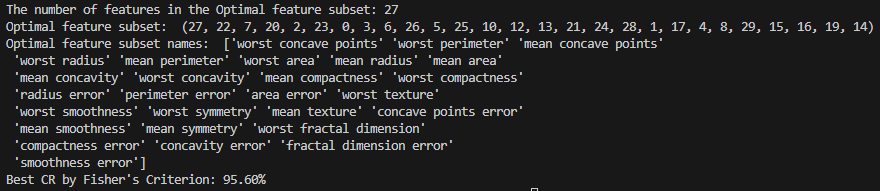 The number of features in the Optimal feature subset: 27
Optimal feature subset:  (27, 22, 7, 20, 2, 23, 0, 3, 6, 26, 5, 25, 10, 12, 13, 21, 24, 28, 1, 17, 4, 8, 29, 15, 16, 19, 14)
Optimal feature subset names:  ['worst concave points' 'worst perimeter' 'mean concave points'
 'worst radius' 'mean perimeter' 'worst area' 'mean radius' 'mean area'
 'mean concavity' 'worst concavity' 'mean compactness' 'worst compactness'
 'radius error' 'perimeter error' 'area error' 'worst texture'
 'worst smoothness' 'worst symmetry' 'mean texture' 'concave points error'
 'mean smoothness' 'mean symmetry' 'worst fractal dimension'
 'compactness error' 'concavity error' 'fractal dimension error'
 'smoothness error']
Best CR by Fisher's Criterion: 95.60%